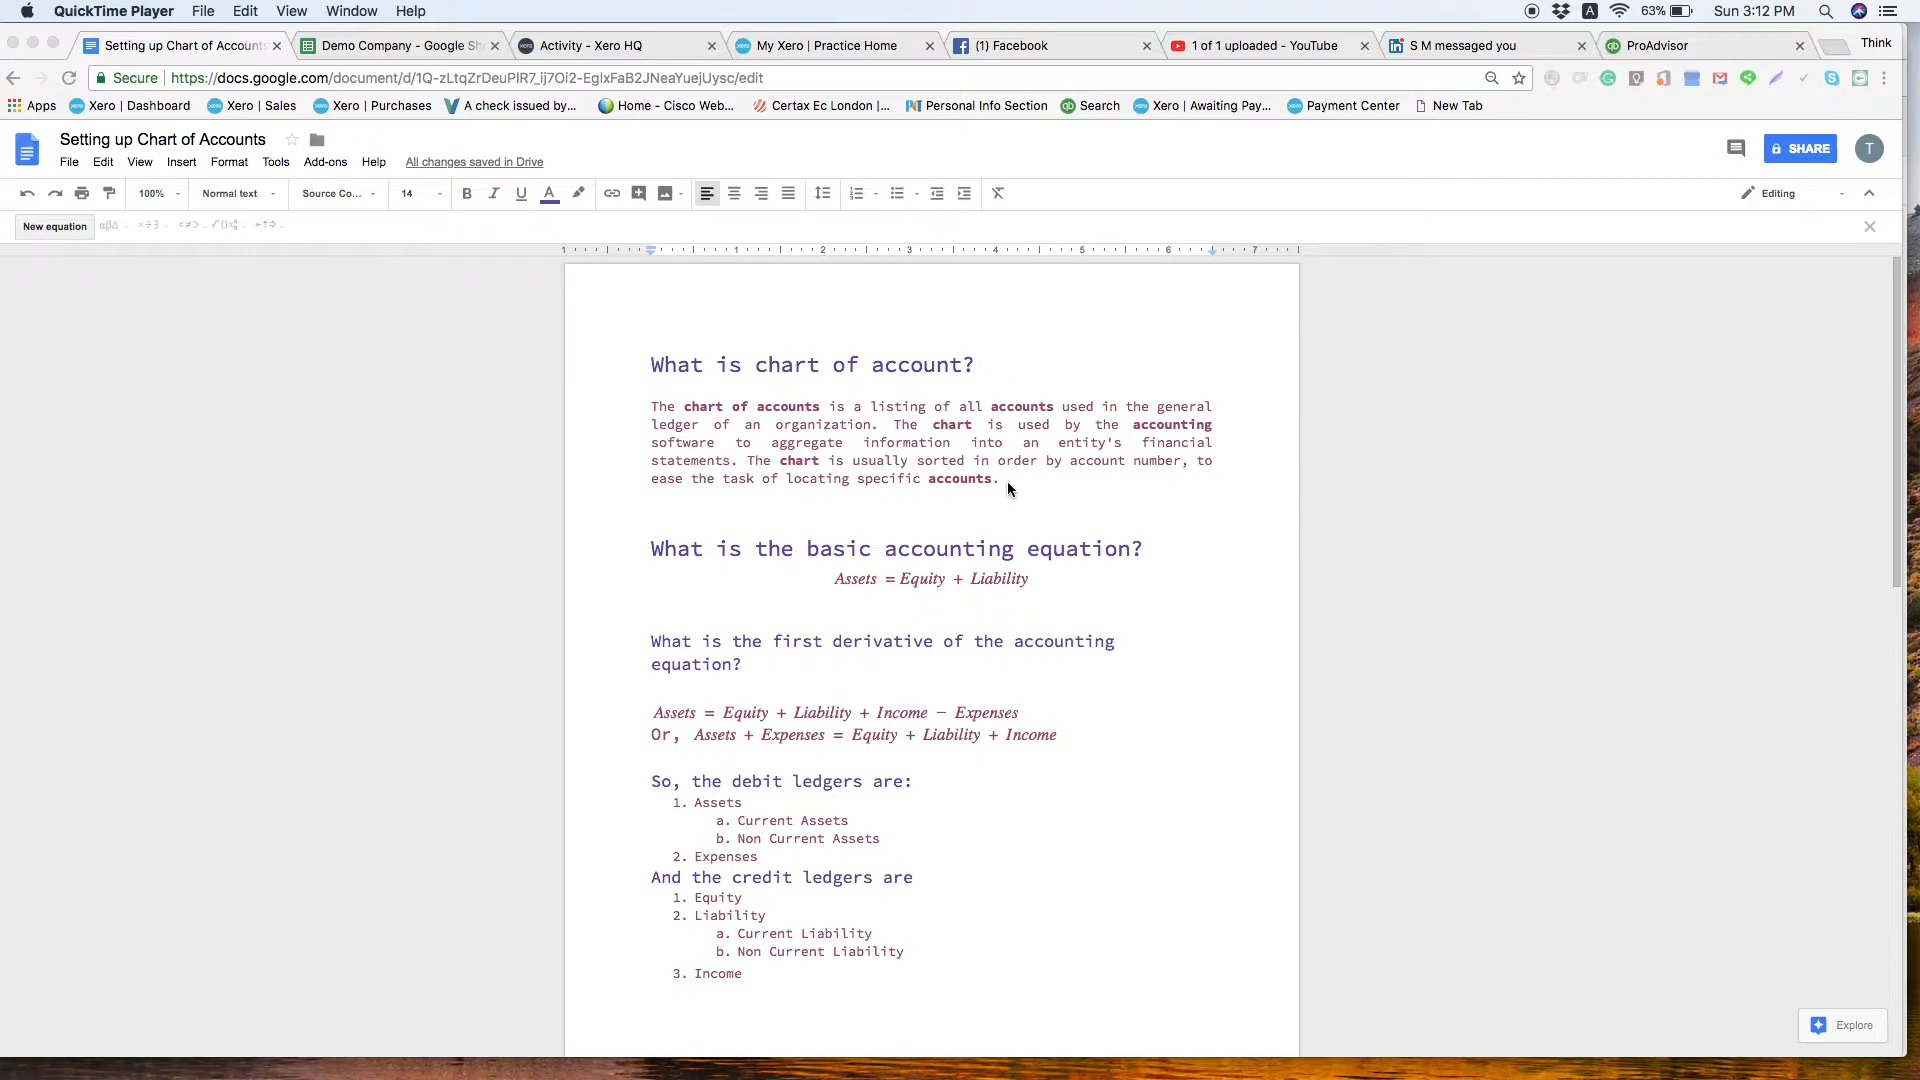 QuickTime Player File Edit View Window Help 63% Sun 3:12 PM
Setting up Chart of Accounts Demo Company - Google Sh Activity - Xero HQ My Xero | Practice Home (1) Facebook 1 of 1 uploaded - YouTube S M messaged you ProAdvisor Think
Secure https://docs.google.com/document/d/1Q-zLtqZrDeuPlR7_ij7Oi2-EglxFaB2JNeaYuejUysc/edit
Apps Xero | Dashboard Xero | Sales Xero | Purchases A check issued by... Home - Cisco Web... Certax Ec London |... Personal Info Section Search Xero | Awaiting Pay... Payment Center New Tab
Setting up Chart of Accounts
File Edit View Insert Format Tools Add-ons Help All changes saved in Drive
SHARE T
100% Normal text Source Co... 14 B I U A Editing
New equation
1 1 2 3 4 5 6 7
What is chart of account?
The chart of accounts is a listing of all accounts used in the general
ledger of an organization. The chart is used by the accounting
software to aggregate information into an entity's financial
statements. The chart is usually sorted in order by account number, to
ease the task of locating specific accounts.
What is the basic accounting equation?
Assets = Equity + Liability
What is the first derivative of the accounting
equation?
Assets = Equity + Liability + Income − Expenses
Or, Assets + Expenses = Equity + Liability + Income
So, the debit ledgers are:
1. Assets
a. Current Assets
b. Non Current Assets
2. Expenses
And the credit ledgers are
1. Equity
2. Liability
a. Current Liability
b. Non Current Liability
3. Income
Explore